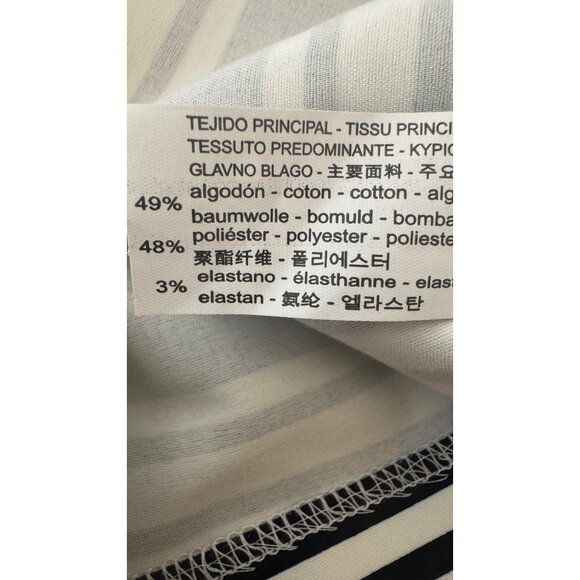 TEJIDO PRINCIPAL - TISSU PRINCI
TESSUTO PREDOMINANTE - KYPIC
GLAVNO BLAGO - 主要面料 - 주요
algodón - coton - cotton - alg
49% baumwolle - bomuld - bomba
48% poliéster - polyester - polieste
聚酯纤维 - 폴리에스터
3% elastano - élasthanne - elas
elastan - 氨纶 - 엘라스탄